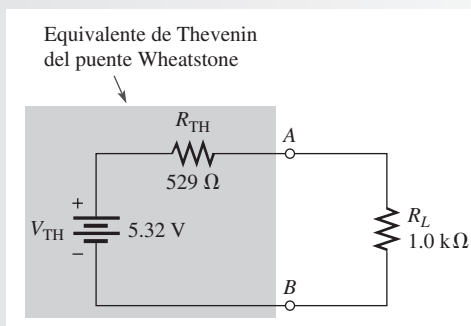 Equivalente de Thevenin
del puente Wheatstone
R_TH
529 Ω
A
+
V_TH
5.32 V
–
R_L
1.0 kΩ
B